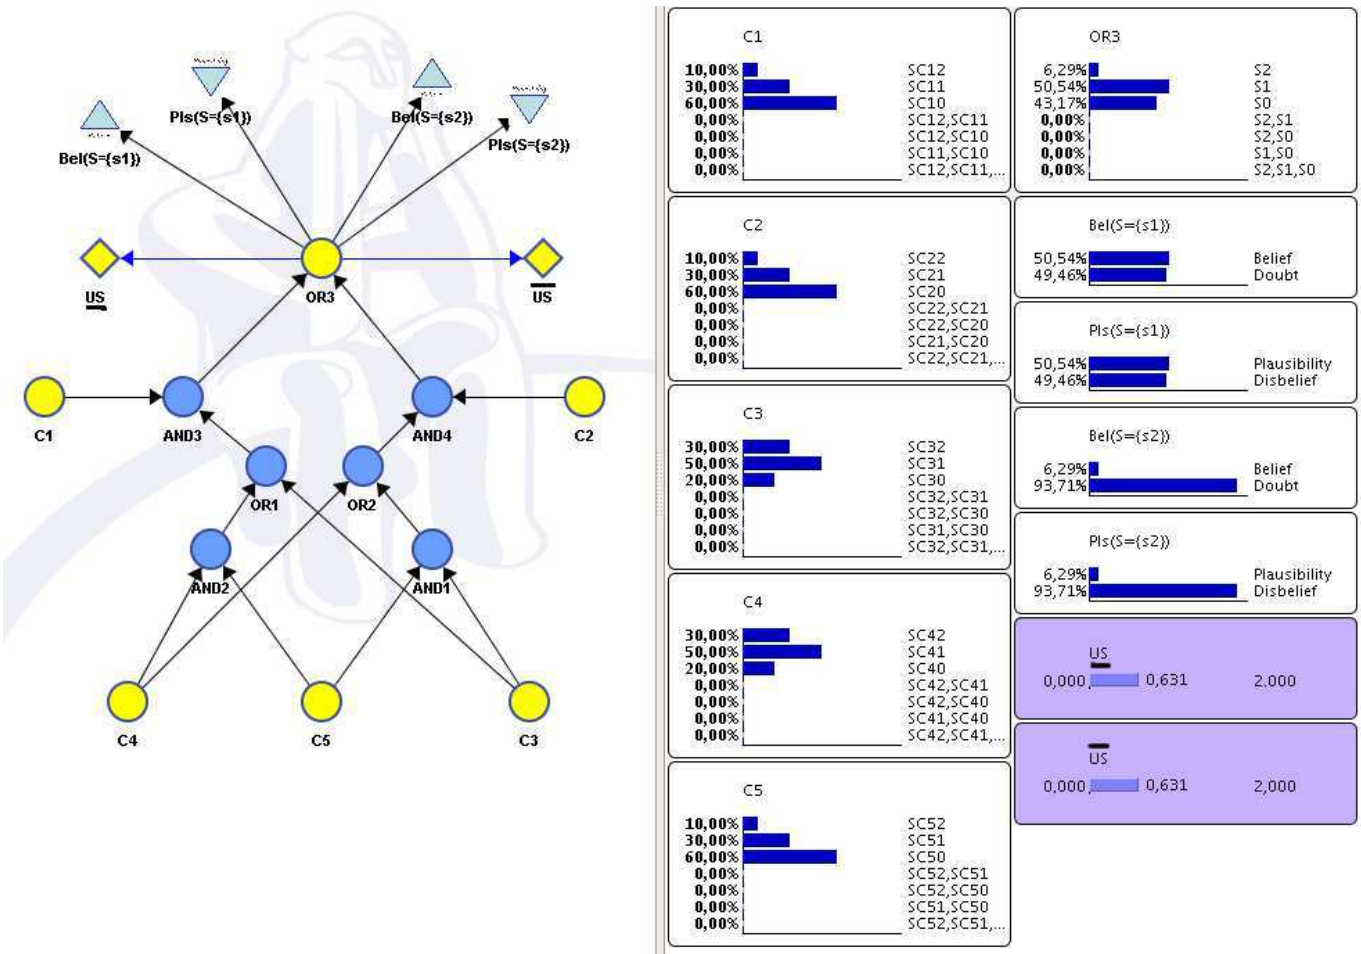 Pls(S={s1})
Bel(S={s2})
Pls(S={s2})
Bel(S={s1})
US
OR3
US
C1
AND3
AND4
C2
OR1
OR2
AND2
AND1
C4
C5
C3
C1
10,00% SC12
30,00% SC11
60,00% SC10
0,00% SC12,SC11
0,00% SC12,SC10
0,00% SC11,SC10
0,00% SC12,SC11,...
C2
10,00% SC22
30,00% SC21
60,00% SC20
0,00% SC22,SC21
0,00% SC22,SC20
0,00% SC21,SC20
0,00% SC22,SC21,...
C3
30,00% SC32
50,00% SC31
20,00% SC30
0,00% SC32,SC31
0,00% SC32,SC30
0,00% SC31,SC30
0,00% SC32,SC31,...
C4
30,00% SC42
50,00% SC41
20,00% SC40
0,00% SC42,SC41
0,00% SC42,SC40
0,00% SC41,SC40
0,00% SC42,SC41,...
C5
10,00% SC52
30,00% SC51
60,00% SC50
0,00% SC52,SC51
0,00% SC52,SC50
0,00% SC51,SC50
0,00% SC52,SC51,...
OR3
6,29% S2
50,54% S1
43,17% S0
0,00% S2,S1
0,00% S2,S0
0,00% S1,S0
0,00% S2,S1,S0
Bel(S={s1})
50,54% Belief
49,46% Doubt
Pls(S={s1})
50,54% Plausibility
49,46% Disbelief
Bel(S={s2})
6,29% Belief
93,71% Doubt
Pls(S={s2})
6,29% Plausibility
93,71% Disbelief
US
0,000 0,631 2.000
US
0,000 0,631 2,000